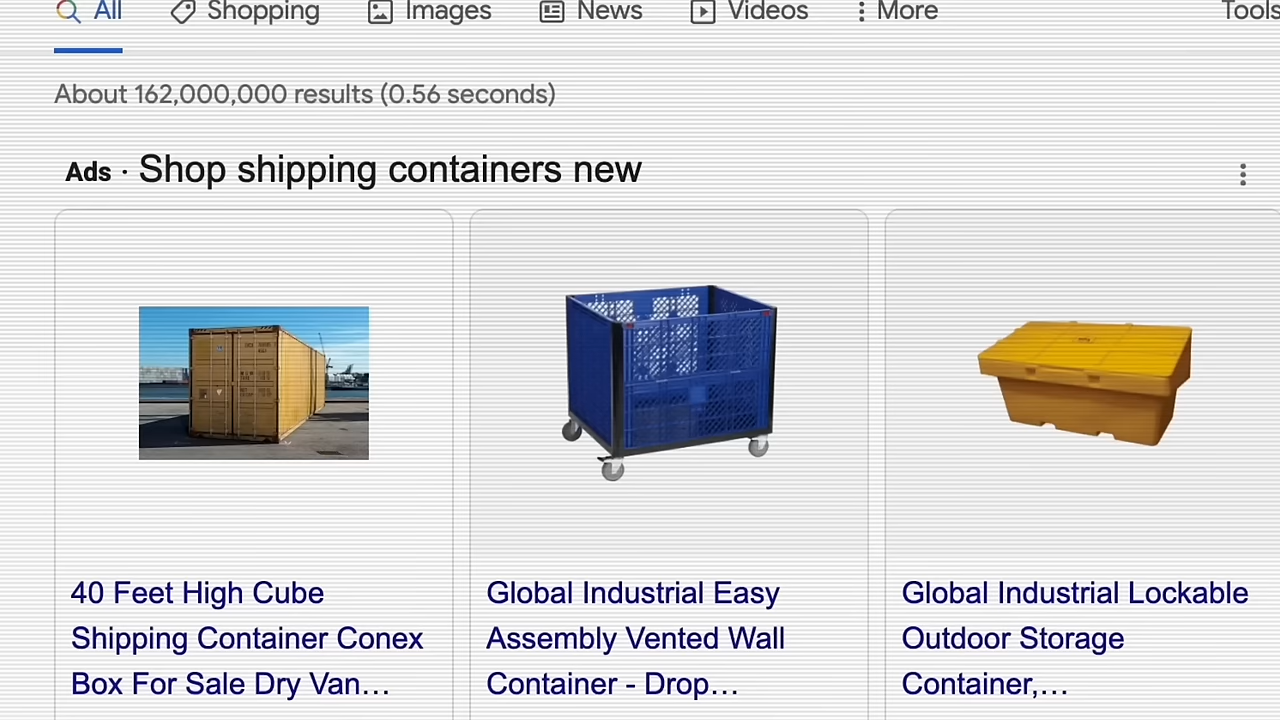 All Shopping Images News Videos More Tools
About 162,000,000 results (0.56 seconds)
Ads · Shop shipping containers new
40 Feet High Cube
Shipping Container Conex
Box For Sale Dry Van...
Global Industrial Easy
Assembly Vented Wall
Container - Drop...
Global Industrial Lockable
Outdoor Storage
Container,...